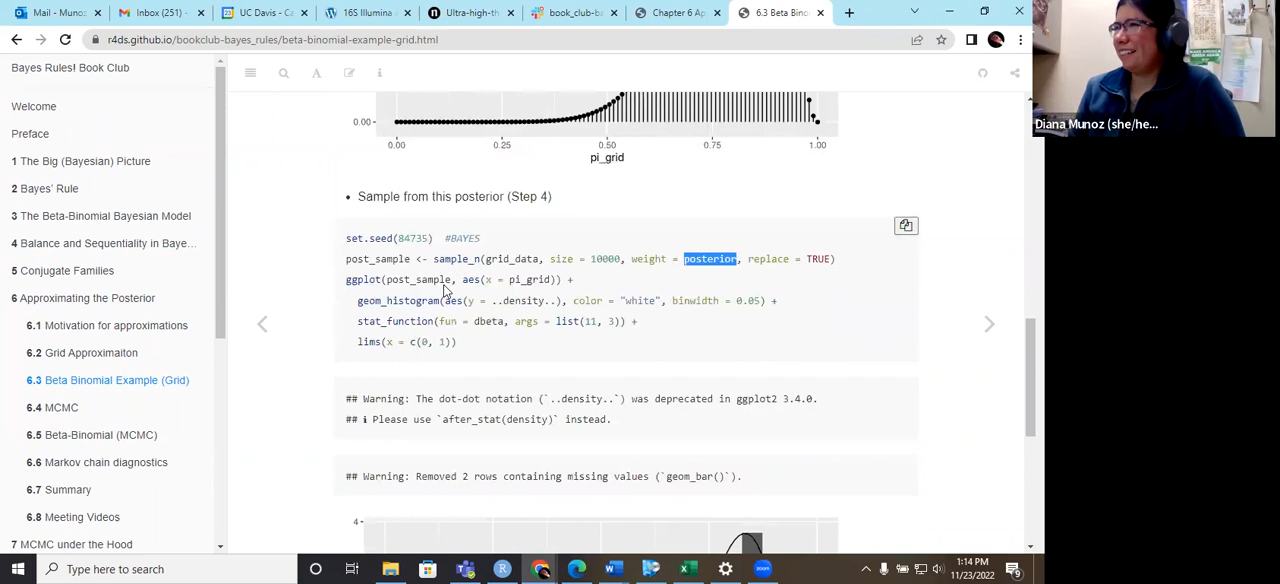 Mail - Munoz
Inbox (251) -
UC Davis - Ca
16S Illumina
Ultra-high-th
book_club-ba
Chapter 6 Ap
6.3 Beta Bino
r4ds.github.io/bookclub-bayes_rules/beta-binomial-example-grid.html
Bayes Rules! Book Club
Welcome
Preface
1 The Big (Bayesian) Picture
2 Bayes' Rule
3 The Beta-Binomial Bayesian Model
4 Balance and Sequentiality in Baye...
5 Conjugate Families
6 Approximating the Posterior
6.1 Motivation for approximations
6.2 Grid Approximaiton
6.3 Beta Binomial Example (Grid)
6.4 MCMC
6.5 Beta-Binomial (MCMC)
6.6 Markov chain diagnostics
6.7 Summary
6.8 Meeting Videos
7 MCMC under the Hood
0.00
0.00 0.25 0.50 0.75 1.00
pi_grid
• Sample from this posterior (Step 4)
set.seed(84735) #BAYES
post_sample <- sample_n(grid_data, size = 10000, weight = posterior, replace = TRUE)
ggplot(post_sample, aes(x = pi_grid)) +
geom_histogram(aes(y = ..density..), color = "white", binwidth = 0.05) +
stat_function(fun = dbeta, args = list(11, 3)) +
lims(x = c(0, 1))
## Warning: The dot-dot notation (`..density..`) was deprecated in ggplot2 3.4.0.
## ℹ Please use `after_stat(density)` instead.
## Warning: Removed 2 rows containing missing values (`geom_bar()`).
4
Diana Munoz (she/he...
Type here to search
1:14 PM
11/23/2022